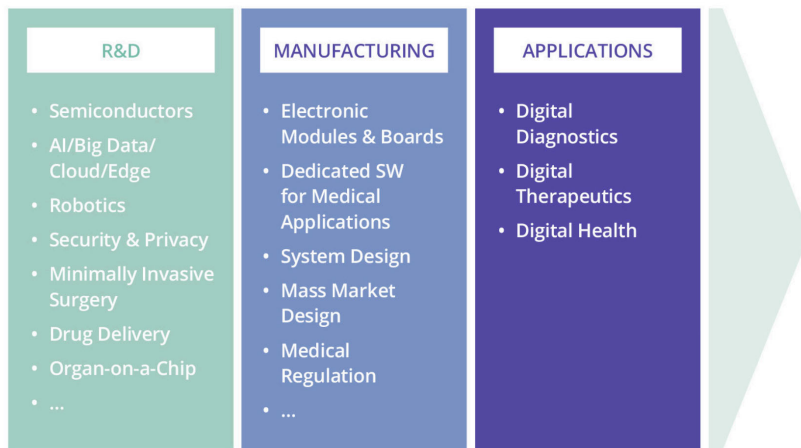 R&D
• Semiconductors
• AI/Big Data/
Cloud/Edge
• Robotics
• Security & Privacy
• Minimally Invasive
Surgery
• Drug Delivery
• Organ-on-a-Chip
• ...
MANUFACTURING
• Electronic
Modules & Boards
• Dedicated SW
for Medical
Applications
• System Design
• Mass Market
Design
• Medical
Regulation
• ...
APPLICATIONS
• Digital
Diagnostics
• Digital
Therapeutics
• Digital Health